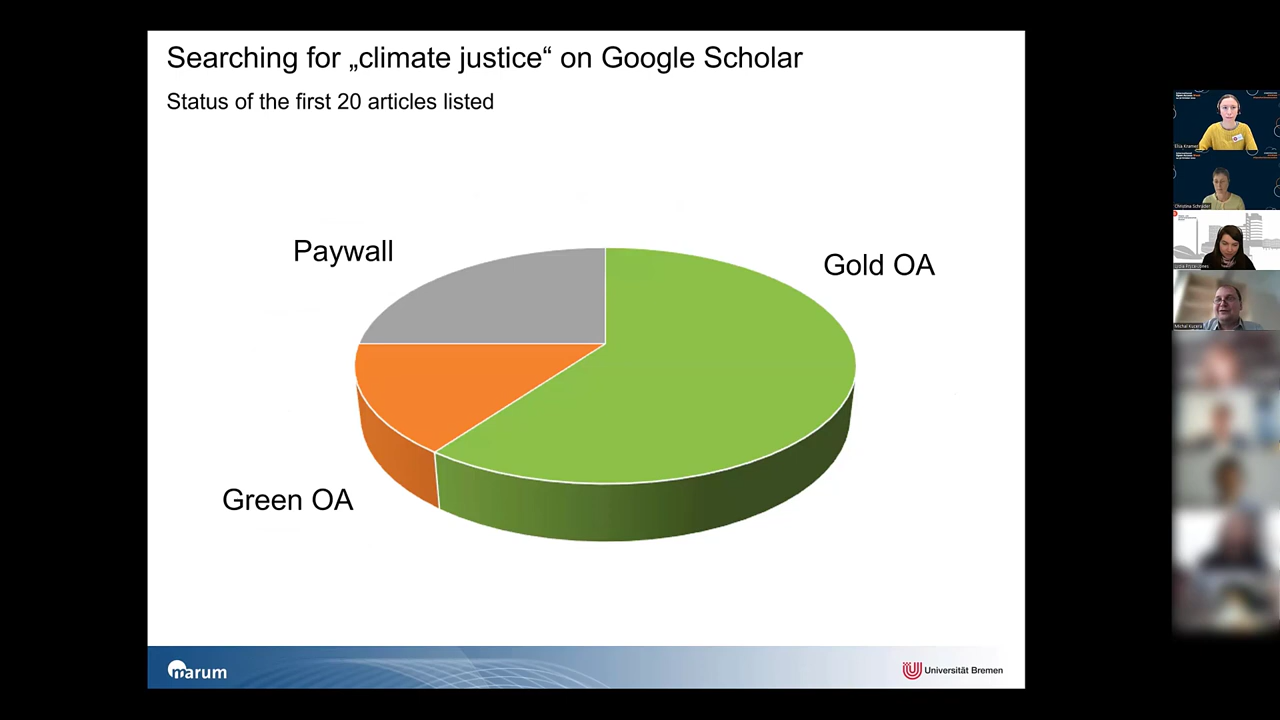 Searching for „climate justice“ on Google Scholar
Status of the first 20 articles listed
Paywall
Gold OA
Green OA
marum
Universität Bremen